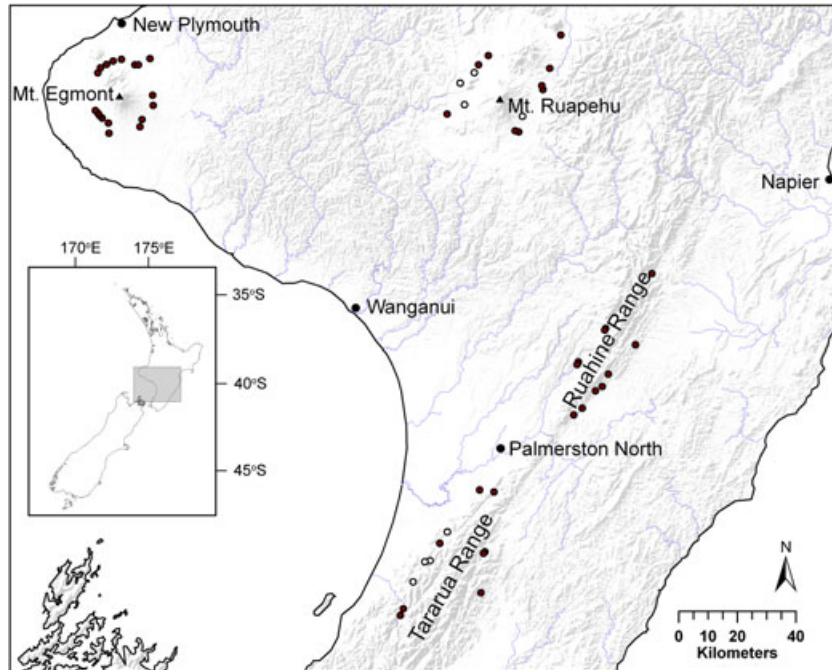 New Plymouth
Mt. Egmont
Mt. Ruapehu
Napier
170°E 175°E
Wanganui
35°S
Ruahine Range
40°S
Palmerston North
45°S
Tararua Range
N
0 10 20 40
Kilometers